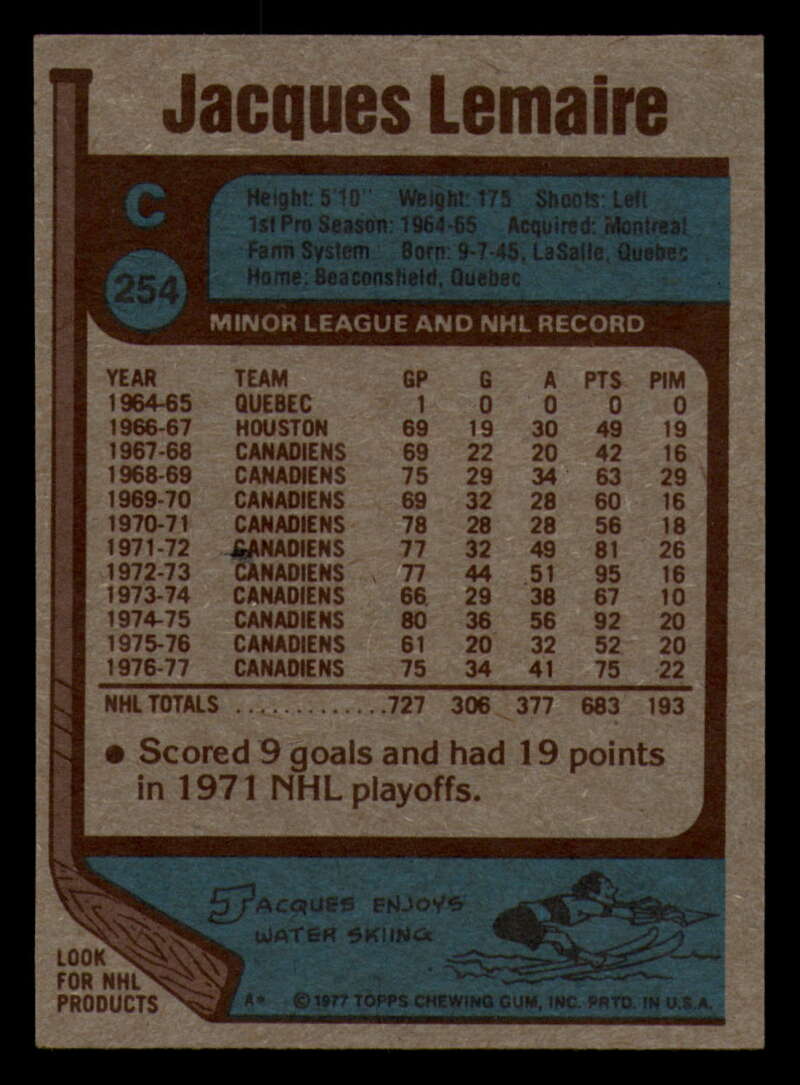 Jacques Lemaire
C
254
Height: 5'10" Weight: 175 Shoots: Left
1st Pro Season: 1964-65 Acquired: Montreal
Farm System Born: 9-7-45, LaSalle, Quebec
Home: Beaconsfield, Quebec
MINOR LEAGUE AND NHL RECORD
YEAR TEAM GP G A PTS PIM
1964-65 QUEBEC 1 0 0 0 0
1966-67 HOUSTON 69 19 30 49 19
1967-68 CANADIENS 69 22 20 42 16
1968-69 CANADIENS 75 29 34 63 29
1969-70 CANADIENS 69 32 28 60 16
1970-71 CANADIENS 78 28 28 56 18
1971-72 CANADIENS 77 32 49 81 26
1972-73 CANADIENS 77 44 51 95 16
1973-74 CANADIENS 66 29 38 67 10
1974-75 CANADIENS 80 36 56 92 20
1975-76 CANADIENS 61 20 32 52 20
1976-77 CANADIENS 75 34 41 75 22
NHL TOTALS .............727 306 377 683 193
• Scored 9 goals and had 19 points
in 1971 NHL playoffs.
JACQUES ENJOYS
WATER SKIING
LOOK
FOR NHL
PRODUCTS
A* © 1977 TOPPS CHEWING GUM, INC. PRTD. IN U.S.A.